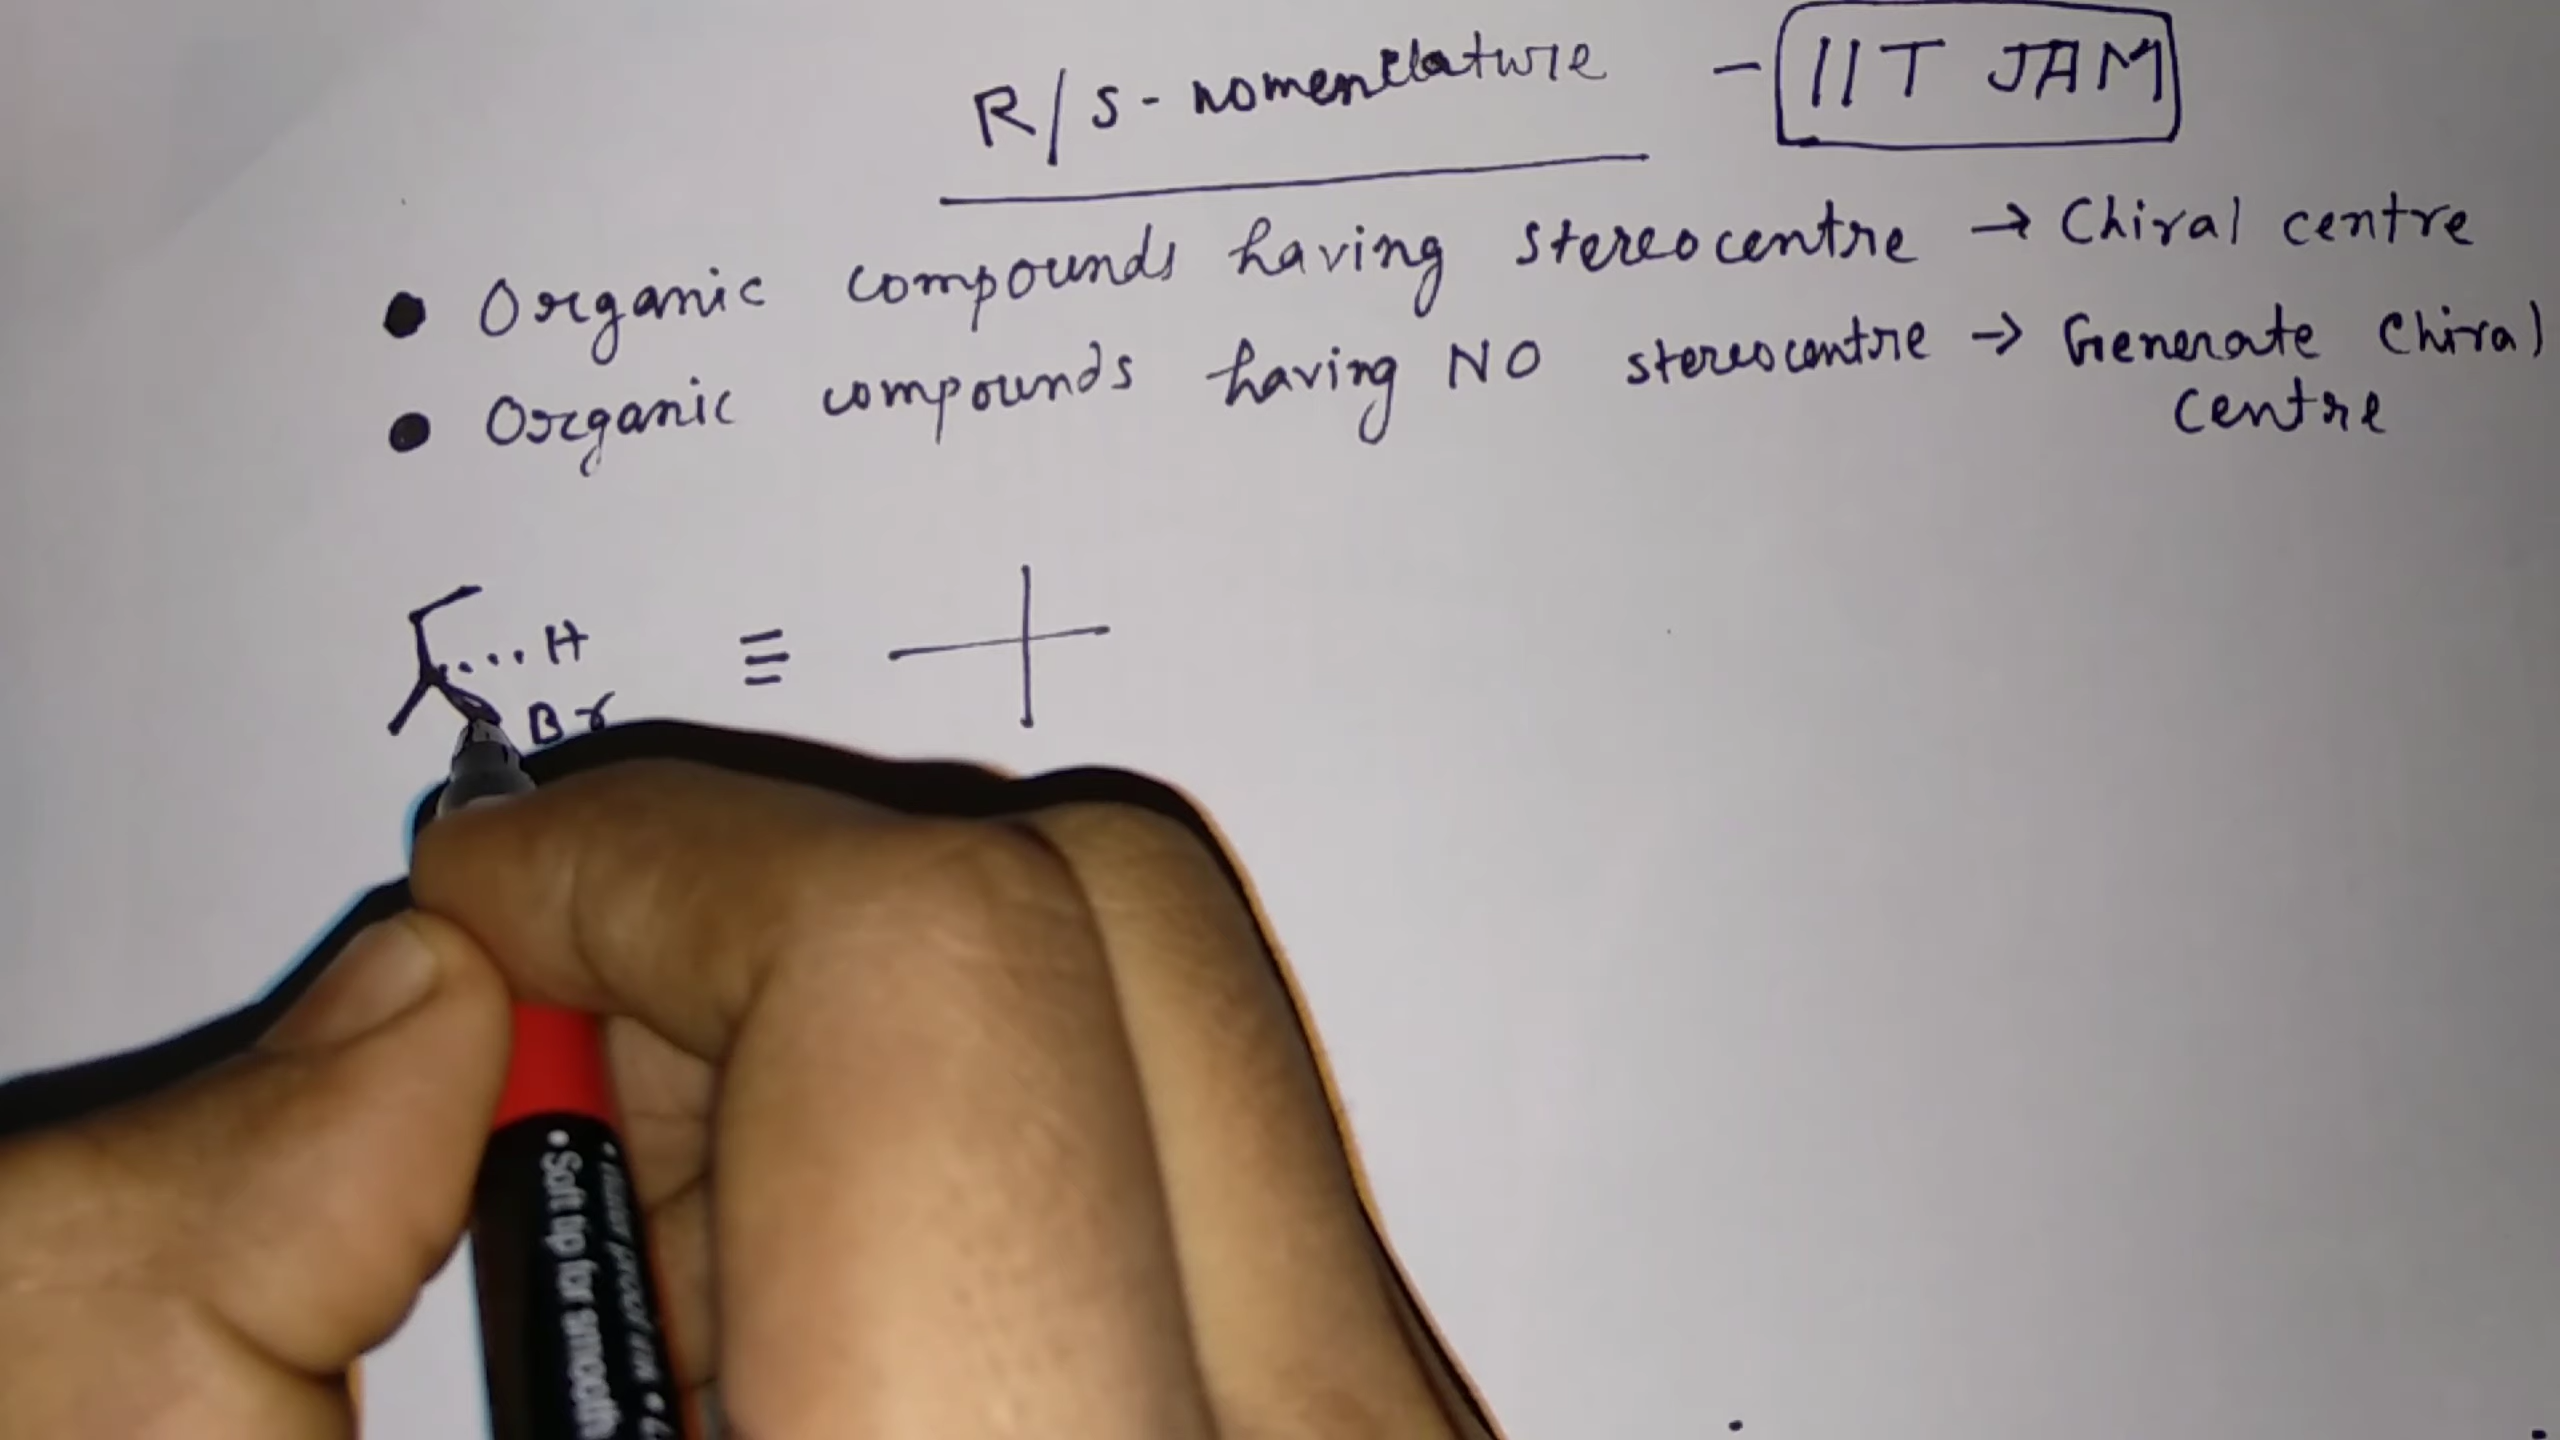 R/S - nomenclature - IIT JAM
● Organic compounds having stereocentre → Chiral centre
● Organic compounds having NO stereocentre → Generate Chiral
centre
H
≡
Br
• Soft tip for smooth